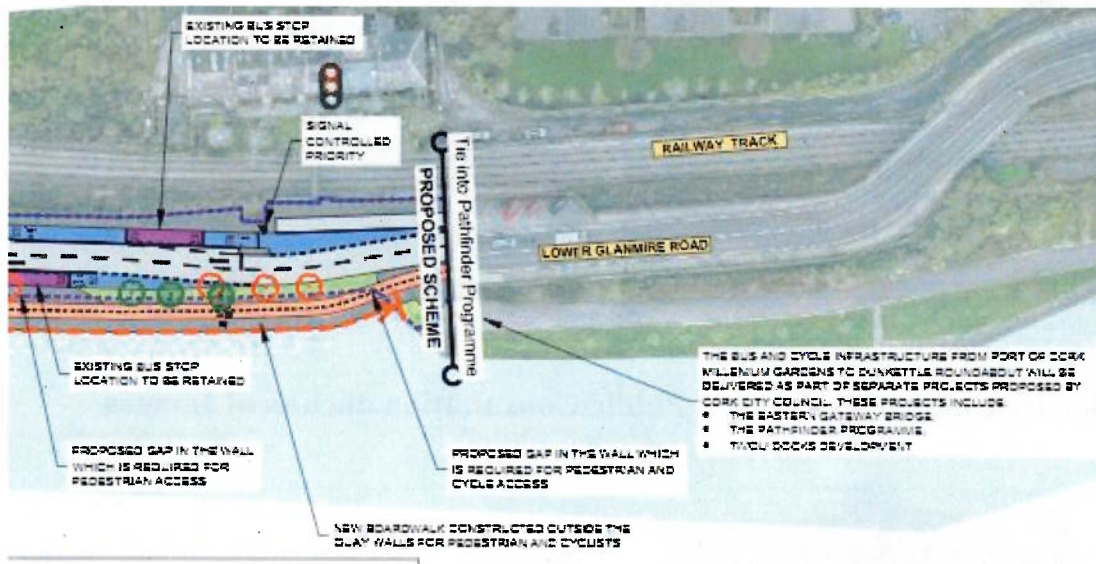 EXISTING BUS STOP
LOCATION TO BE RETAINED
SIGNAL
CONTROLLED
PRIORITY
Tie into Pathfinder Programme
PROPOSED SCHEME
RAILWAY TRACK
LOWER GLANMIRE ROAD
EXISTING BUS STOP
LOCATION TO BE RETAINED
PROPOSED GAP IN THE WALL
WHICH IS REQUIRED FOR
PEDESTRIAN ACCESS
PROPOSED GAP IN THE WALL WHICH
IS REQUIRED FOR PEDESTRIAN AND
CYCLE ACCESS
NEW BOARDWALK CONSTRUCTED OUTSIDE THE
QUAY WALLS FOR PEDESTRIAN AND CYCLISTS
THE BUS AND CYCLE INFRASTRUCTURE FROM PORT OF CORK
MILLENIUM GARDENS TO DUNKETTLE ROUNDABOUT WILL BE
DELIVERED AS PART OF SEPARATE PROJECTS PROPOSED BY
CORK CITY COUNCIL. THESE PROJECTS INCLUDE:
• THE EASTERN GATEWAY BRIDGE.
• THE PATHFINDER PROGRAMME.
• TIVOLI DOCKS DEVELOPMENT